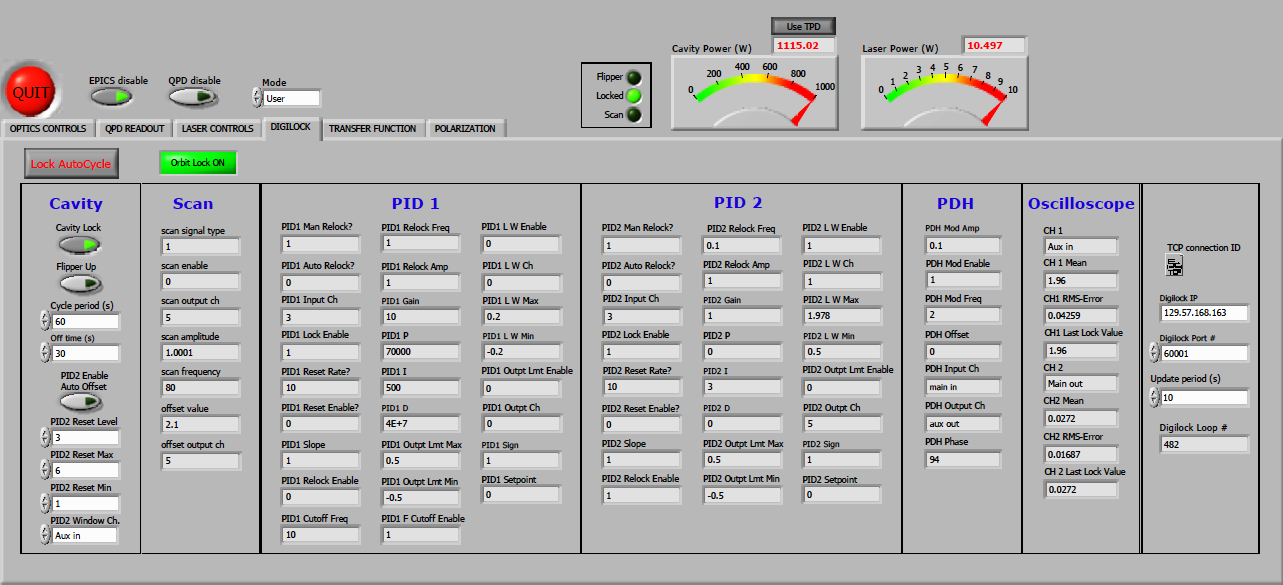 Use TPD
Cavity Power (W)
1115.02
Laser Power (W)
10.497
0
200
400
600
800
1000
0
1
2
3
4
5
6
7
8
9
10
QUIT
EPICS disable
QPD disable
Mode
User
Flipper
Locked
Scan
OPTICS CONTROLS
QPD READOUT
LASER CONTROLS
DIGILOCK
TRANSFER FUNCTION
POLARIZATION
Lock AutoCycle
Orbit Lock ON
Cavity
Cavity Lock
Flipper Up
Cycle period (s)
60
Off time (s)
30
PID2 Enable
Auto Offset
PID2 Reset Level
3
PID2 Reset Max
6
PID2 Reset Min
1
PID2 Window Ch.
Aux in
Scan
scan signal type
1
scan enable
0
scan output ch
5
scan amplitude
1.0001
scan frequency
80
offset value
2.1
offset output ch
5
PID 1
PID1 Man Relock?
1
PID1 Auto Relock?
0
PID1 Input Ch
3
PID1 Lock Enable
1
PID1 Reset Rate?
10
PID1 Reset Enable?
0
PID1 Slope
1
PID1 Relock Enable
0
PID1 Cutoff Freq
10
PID1 Relock Freq
1
PID1 Relock Amp
1
PID1 Gain
10
PID1 P
70000
PID1 I
500
PID1 D
4E+7
PID1 Outpt Lmt Max
0.5
PID1 Outpt Lmt Min
-0.5
PID1 F Cutoff Enable
1
PID1 L W Enable
0
PID1 L W Ch
0
PID1 L W Max
0.2
PID1 L W Min
-0.2
PID1 Outpt Lmt Enable
0
PID1 Outpt Ch
0
PID1 Sign
1
PID1 Setpoint
0
PID 2
PID2 Man Relock?
1
PID2 Auto Relock?
0
PID2 Input Ch
3
PID2 Lock Enable
1
PID2 Reset Rate?
10
PID2 Reset Enable?
0
PID2 Slope
1
PID2 Relock Enable
1
PID2 Relock Freq
0.1
PID2 Relock Amp
1
PID2 Gain
1
PID2 P
0
PID2 I
3
PID2 D
0
PID2 Outpt Lmt Max
0.5
PID2 Outpt Lmt Min
-0.5
PID2 L W Enable
1
PID2 L W Ch
1
PID2 L W Max
1.978
PID2 L W Min
0.5
PID2 Outpt Lmt Enable
0
PID2 Outpt Ch
5
PID2 Sign
1
PID2 Setpoint
0
PDH
PDH Mod Amp
0.1
PDH Mod Enable
1
PDH Mod Freq
2
PDH Offset
0
PDH Input Ch
main in
PDH Output Ch
aux out
PDH Phase
94
Oscilloscope
CH 1
Aux in
CH 1 Mean
1.96
CH1 RMS-Error
0.04259
CH1 Last Lock Value
1.96
CH 2
Main out
CH2 Mean
0.0272
CH2 RMS-Error
0.01687
CH 2 Last Lock Value
0.0272
TCP connection ID
Digilock IP
129.57.168.163
Digilock Port #
60001
Update period (s)
10
Digilock Loop #
482